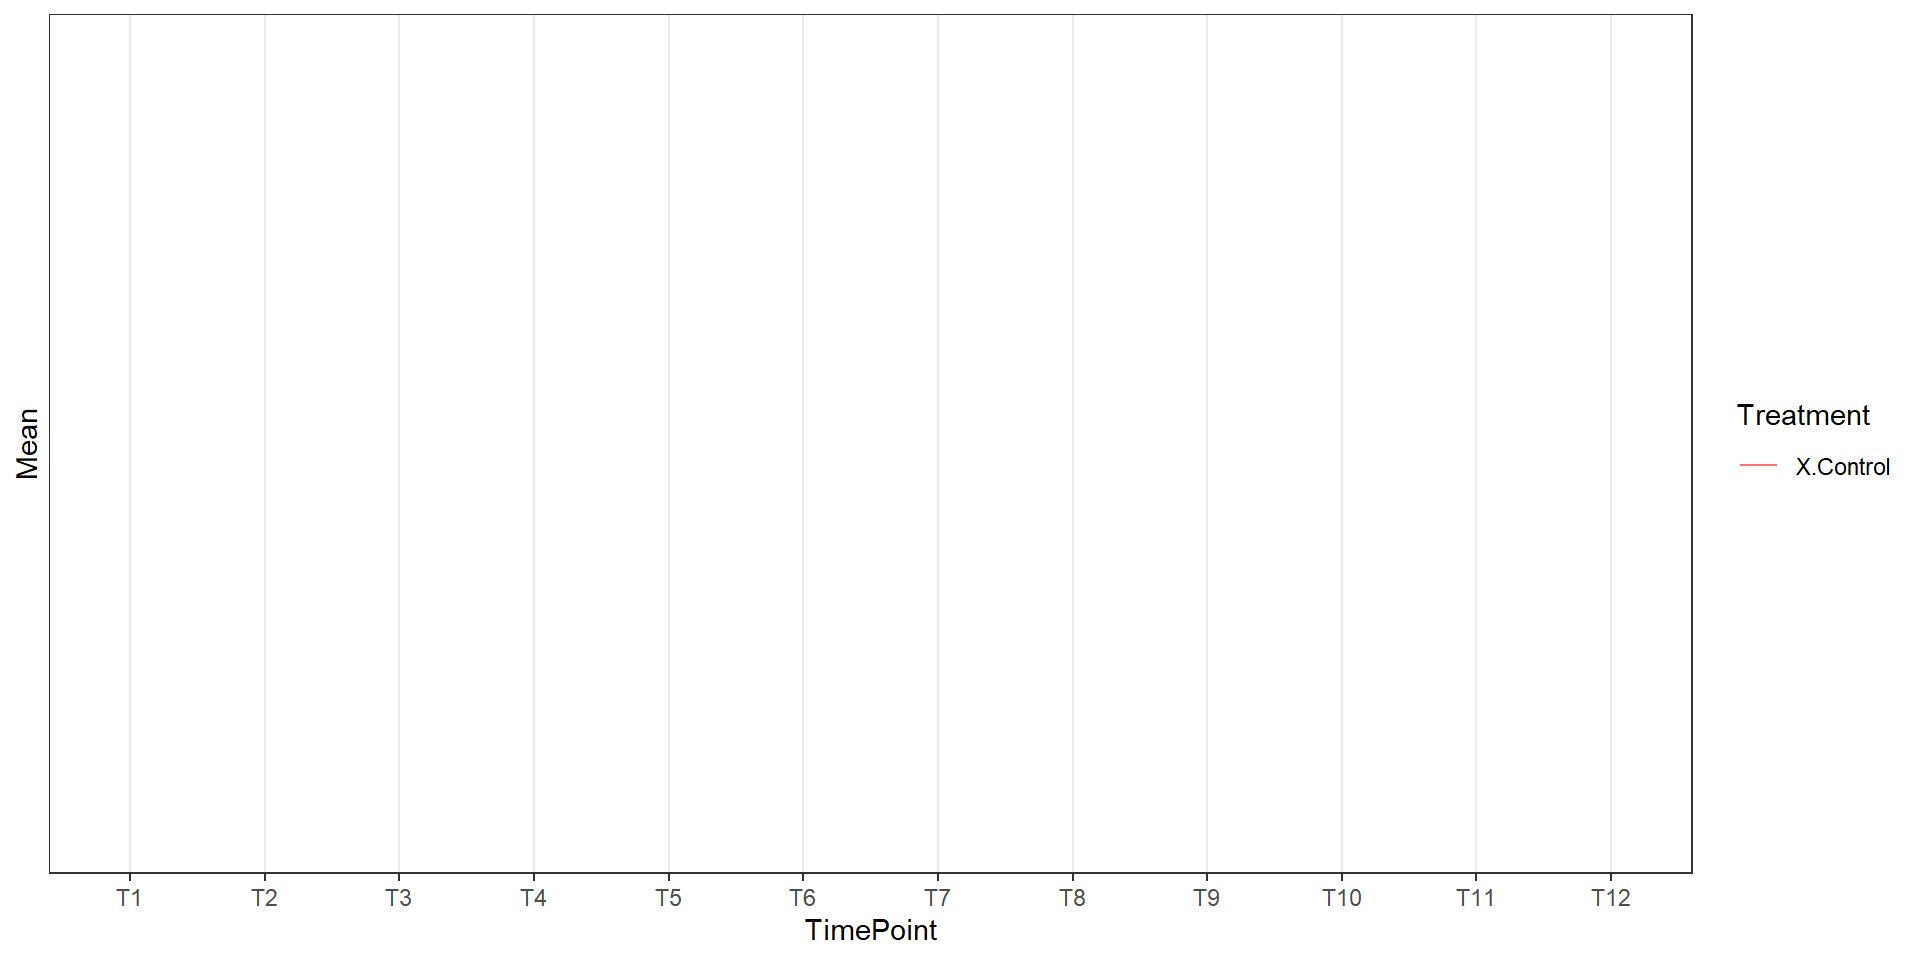 Mean
T1 T2 T3 T4 T5 T6 T7 T8 T9 T10 T11 T12
TimePoint
Treatment
X.Control